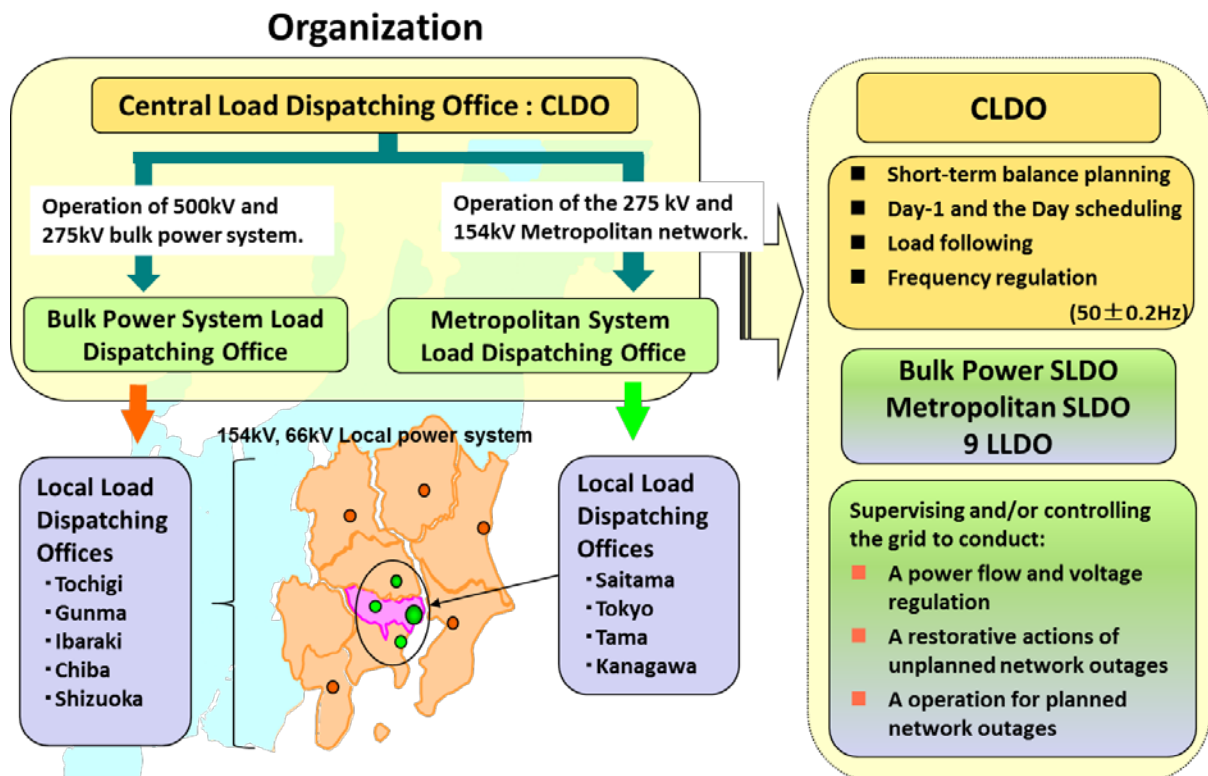 Organization
Central Load Dispatching Office : CLDO
Operation of 500kV and
275kV bulk power system.
Operation of the 275 kV and
154kV Metropolitan network.
Bulk Power System Load
Dispatching Office
Metropolitan System
Load Dispatching Office
154kV, 66kV Local power system
Local Load
Dispatching
Offices
・Tochigi
・Gunma
・Ibaraki
・Chiba
・Shizuoka
Local Load
Dispatching
Offices
・Saitama
・Tokyo
・Tama
・Kanagawa
CLDO
■ Short-term balance planning
■ Day-1 and the Day scheduling
■ Load following
■ Frequency regulation
(50±0.2Hz)
Bulk Power SLDO
Metropolitan SLDO
9 LLDO
Supervising and/or controlling
the grid to conduct:
■ A power flow and voltage
regulation
■ A restorative actions of
unplanned network outages
■ A operation for planned
network outages